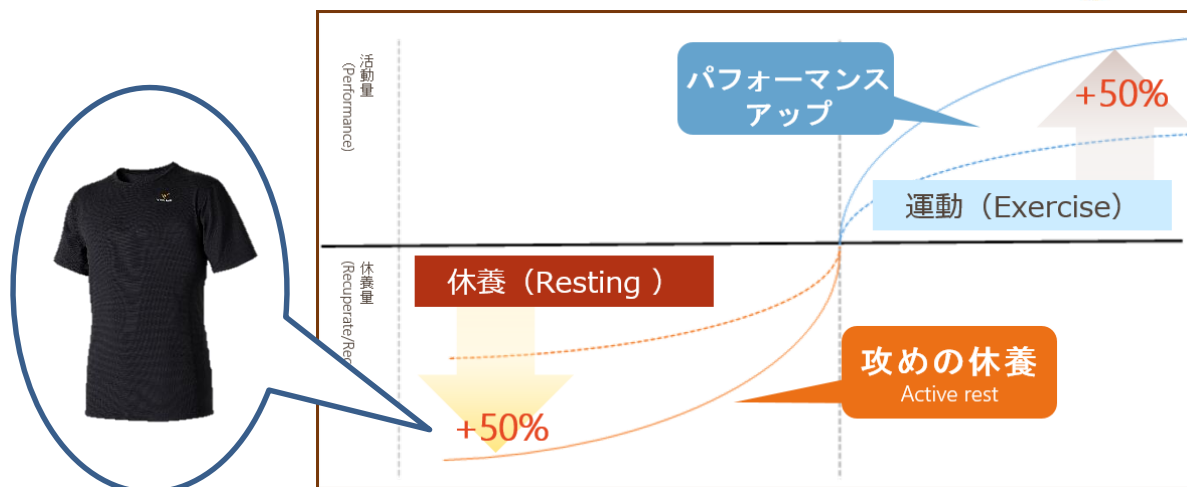 活動量
(Performance)
パフォーマンス
アップ
+50%
運動（Exercise）
休養量
(Recuperate/Rec
休養（Resting ）
攻めの休養
Active rest
+50%